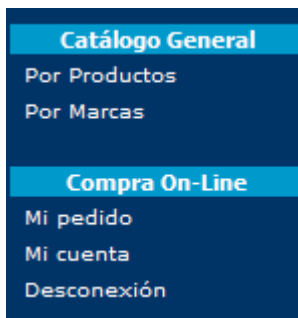 Catálogo General
Por Productos
Por Marcas
Compra On-Line
Mi pedido
Mi cuenta
Desconexión